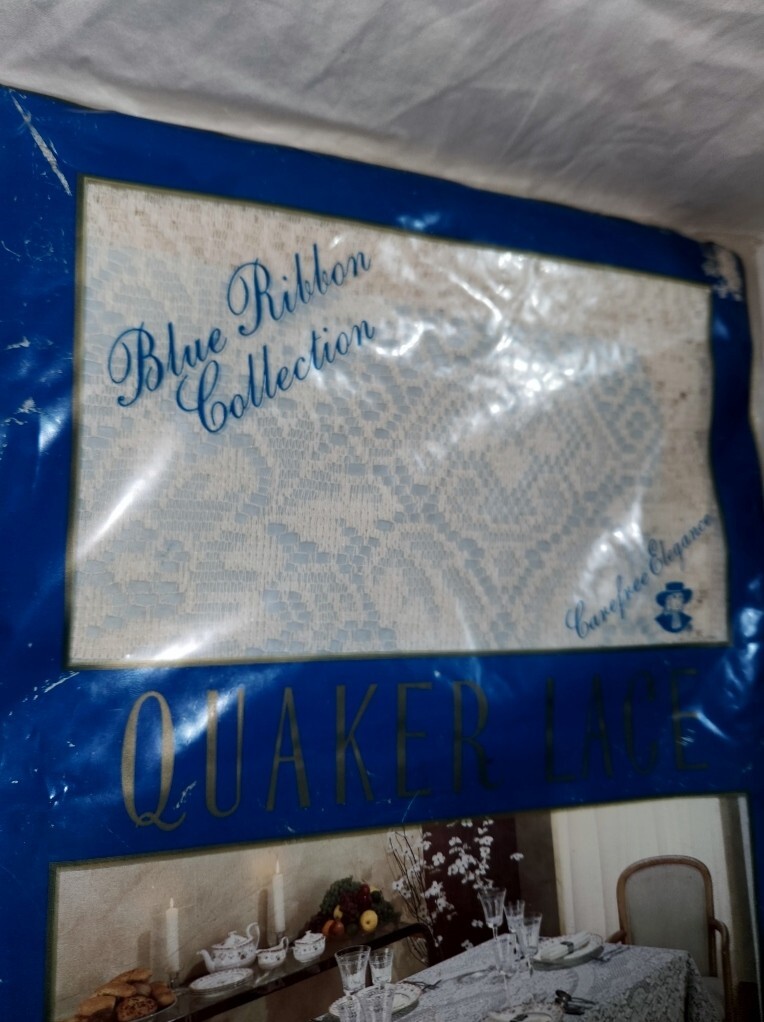 Blue Ribbon
Collection
Carefree Elegance
QUAKER LACE